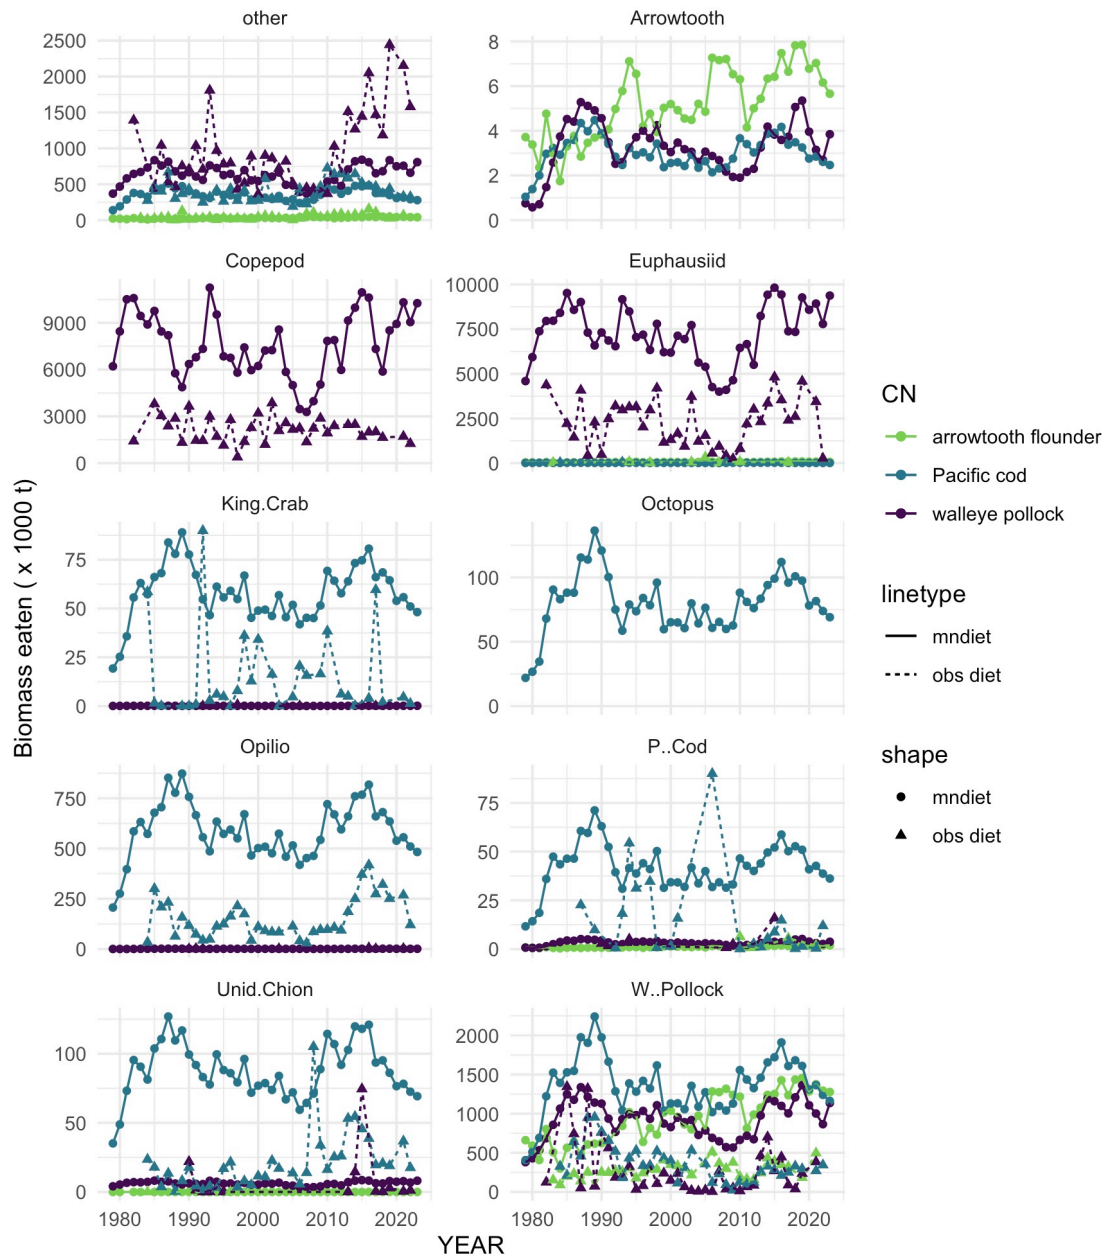 other
Arrowtooth
2500
2000
1500
1000
500
0
8
6
4
2
0
Copepod
Euphausiid
9000
6000
3000
0
10000
7500
5000
2500
0
King.Crab
Octopus
75
50
25
0
100
50
0
Opilio
P..Cod
750
500
250
0
75
50
25
0
Unid.Chion
W..Pollock
100
50
0
2000
1500
1000
500
0
1980 1990 2000 2010 2020
1980 1990 2000 2010 2020
YEAR
Biomass eaten ( x 1000 t)
CN
arrowtooth flounder
Pacific cod
walleye pollock
linetype
mndiet
obs diet
shape
mndiet
obs diet